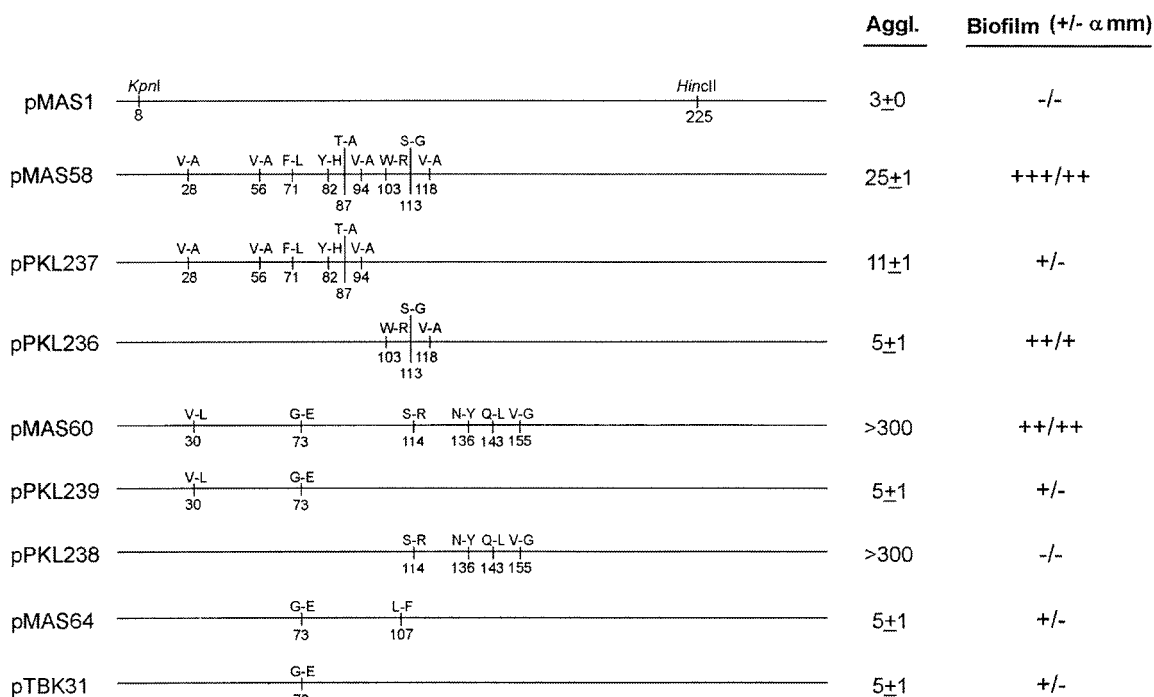 Aggl. Biofilm (+/- α mm)
KpnI HincII
pMAS1 3±0 -/-
8 225
T-A S-G
V-A V-A F-L Y-H V-A W-R V-A
pMAS58 25±1 +++/++
28 56 71 82 94 103 118
87 113
T-A
V-A V-A F-L Y-H V-A
pPKL237 11±1 +/-
28 56 71 82 94
87
S-G
W-R V-A
pPKL236 5±1 ++/+
103 118
113
V-L G-E S-R N-Y Q-L V-G
pMAS60 >300 ++/++
30 73 114 136 143 155
V-L G-E
pPKL239 5±1 +/-
30 73
S-R N-Y Q-L V-G
pPKL238 >300 -/-
114 136 143 155
G-E L-F
pMAS64 5±1 +/-
73 107
G-E
pTBK31 5±1 +/-